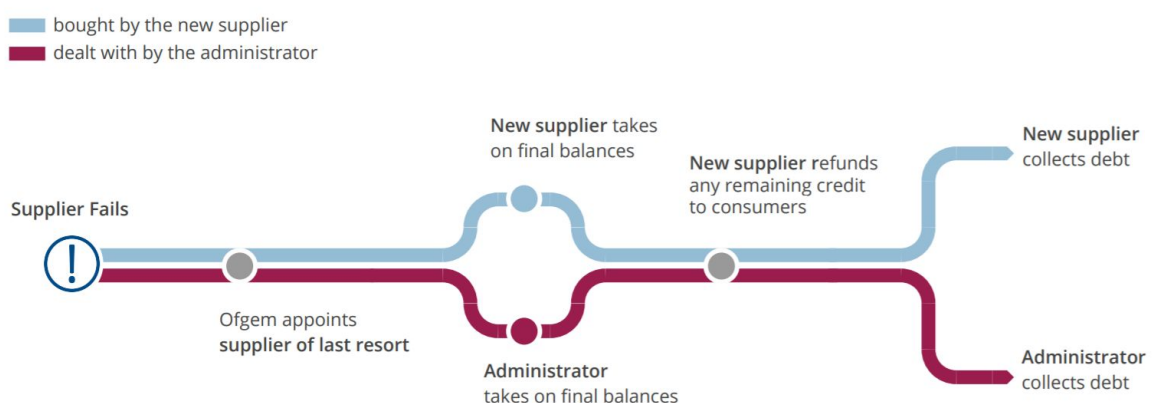 bought by the new supplier
dealt with by the administrator
New supplier takes
on final balances
New supplier refunds
any remaining credit
to consumers
New supplier
collects debt
Supplier Fails
!
Ofgem appoints
supplier of last resort
Administrator
takes on final balances
Administrator
collects debt